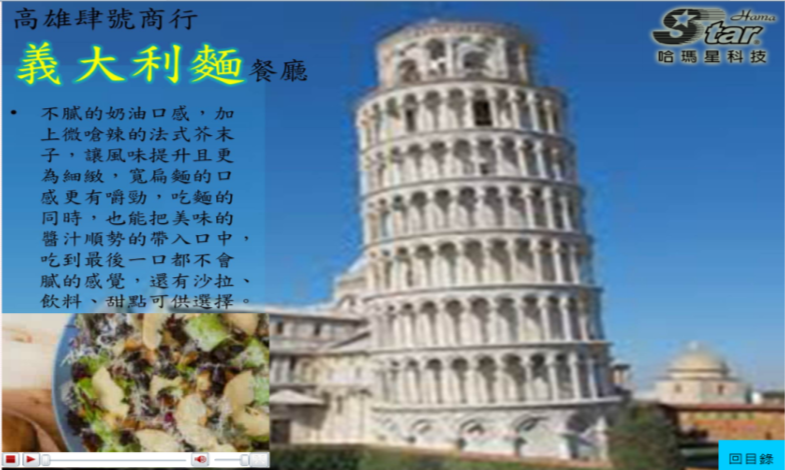 高雄肆號商行
義大利麵餐廳
Hama
Star
哈瑪星科技
• 不膩的奶油口感，加
上微嗆辣的法式芥末
子，讓風味提升且更
為細緻，寬扁麵的口
感更有嚼勁，吃麵的
同時，也能把美味的
醬汁順勢的帶入口中，
吃到最後一口都不會
膩的感覺，還有沙拉、
飲料、甜點可供選擇。
回目錄